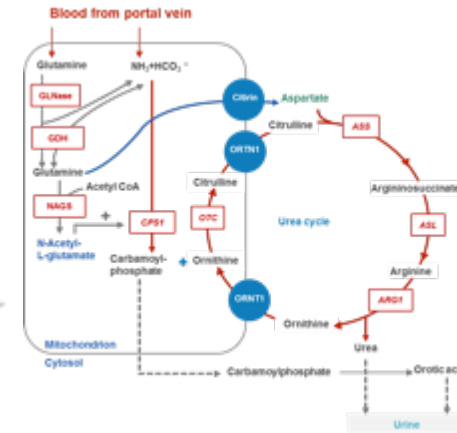 Blood from portal vein
Glutamine
NH₃+HCO₃⁻
GLNase
Citrin
Aspartate
Citrulline
ASS
GDH
ORTN1
Glutamine
Acetyl CoA
Citrulline
Argininosuccinate
NAGS
+
CPS1
OTC
Urea cycle
ASL
N-Acetyl-
L-glutamate
Carbamoyl-
phosphate
+
Ornithine
Arginine
ORNT1
ARG1
Ornithine
Mitochondrion
Urea
Cytosol
Carbamoylphosphate
Orotic ac
Urine